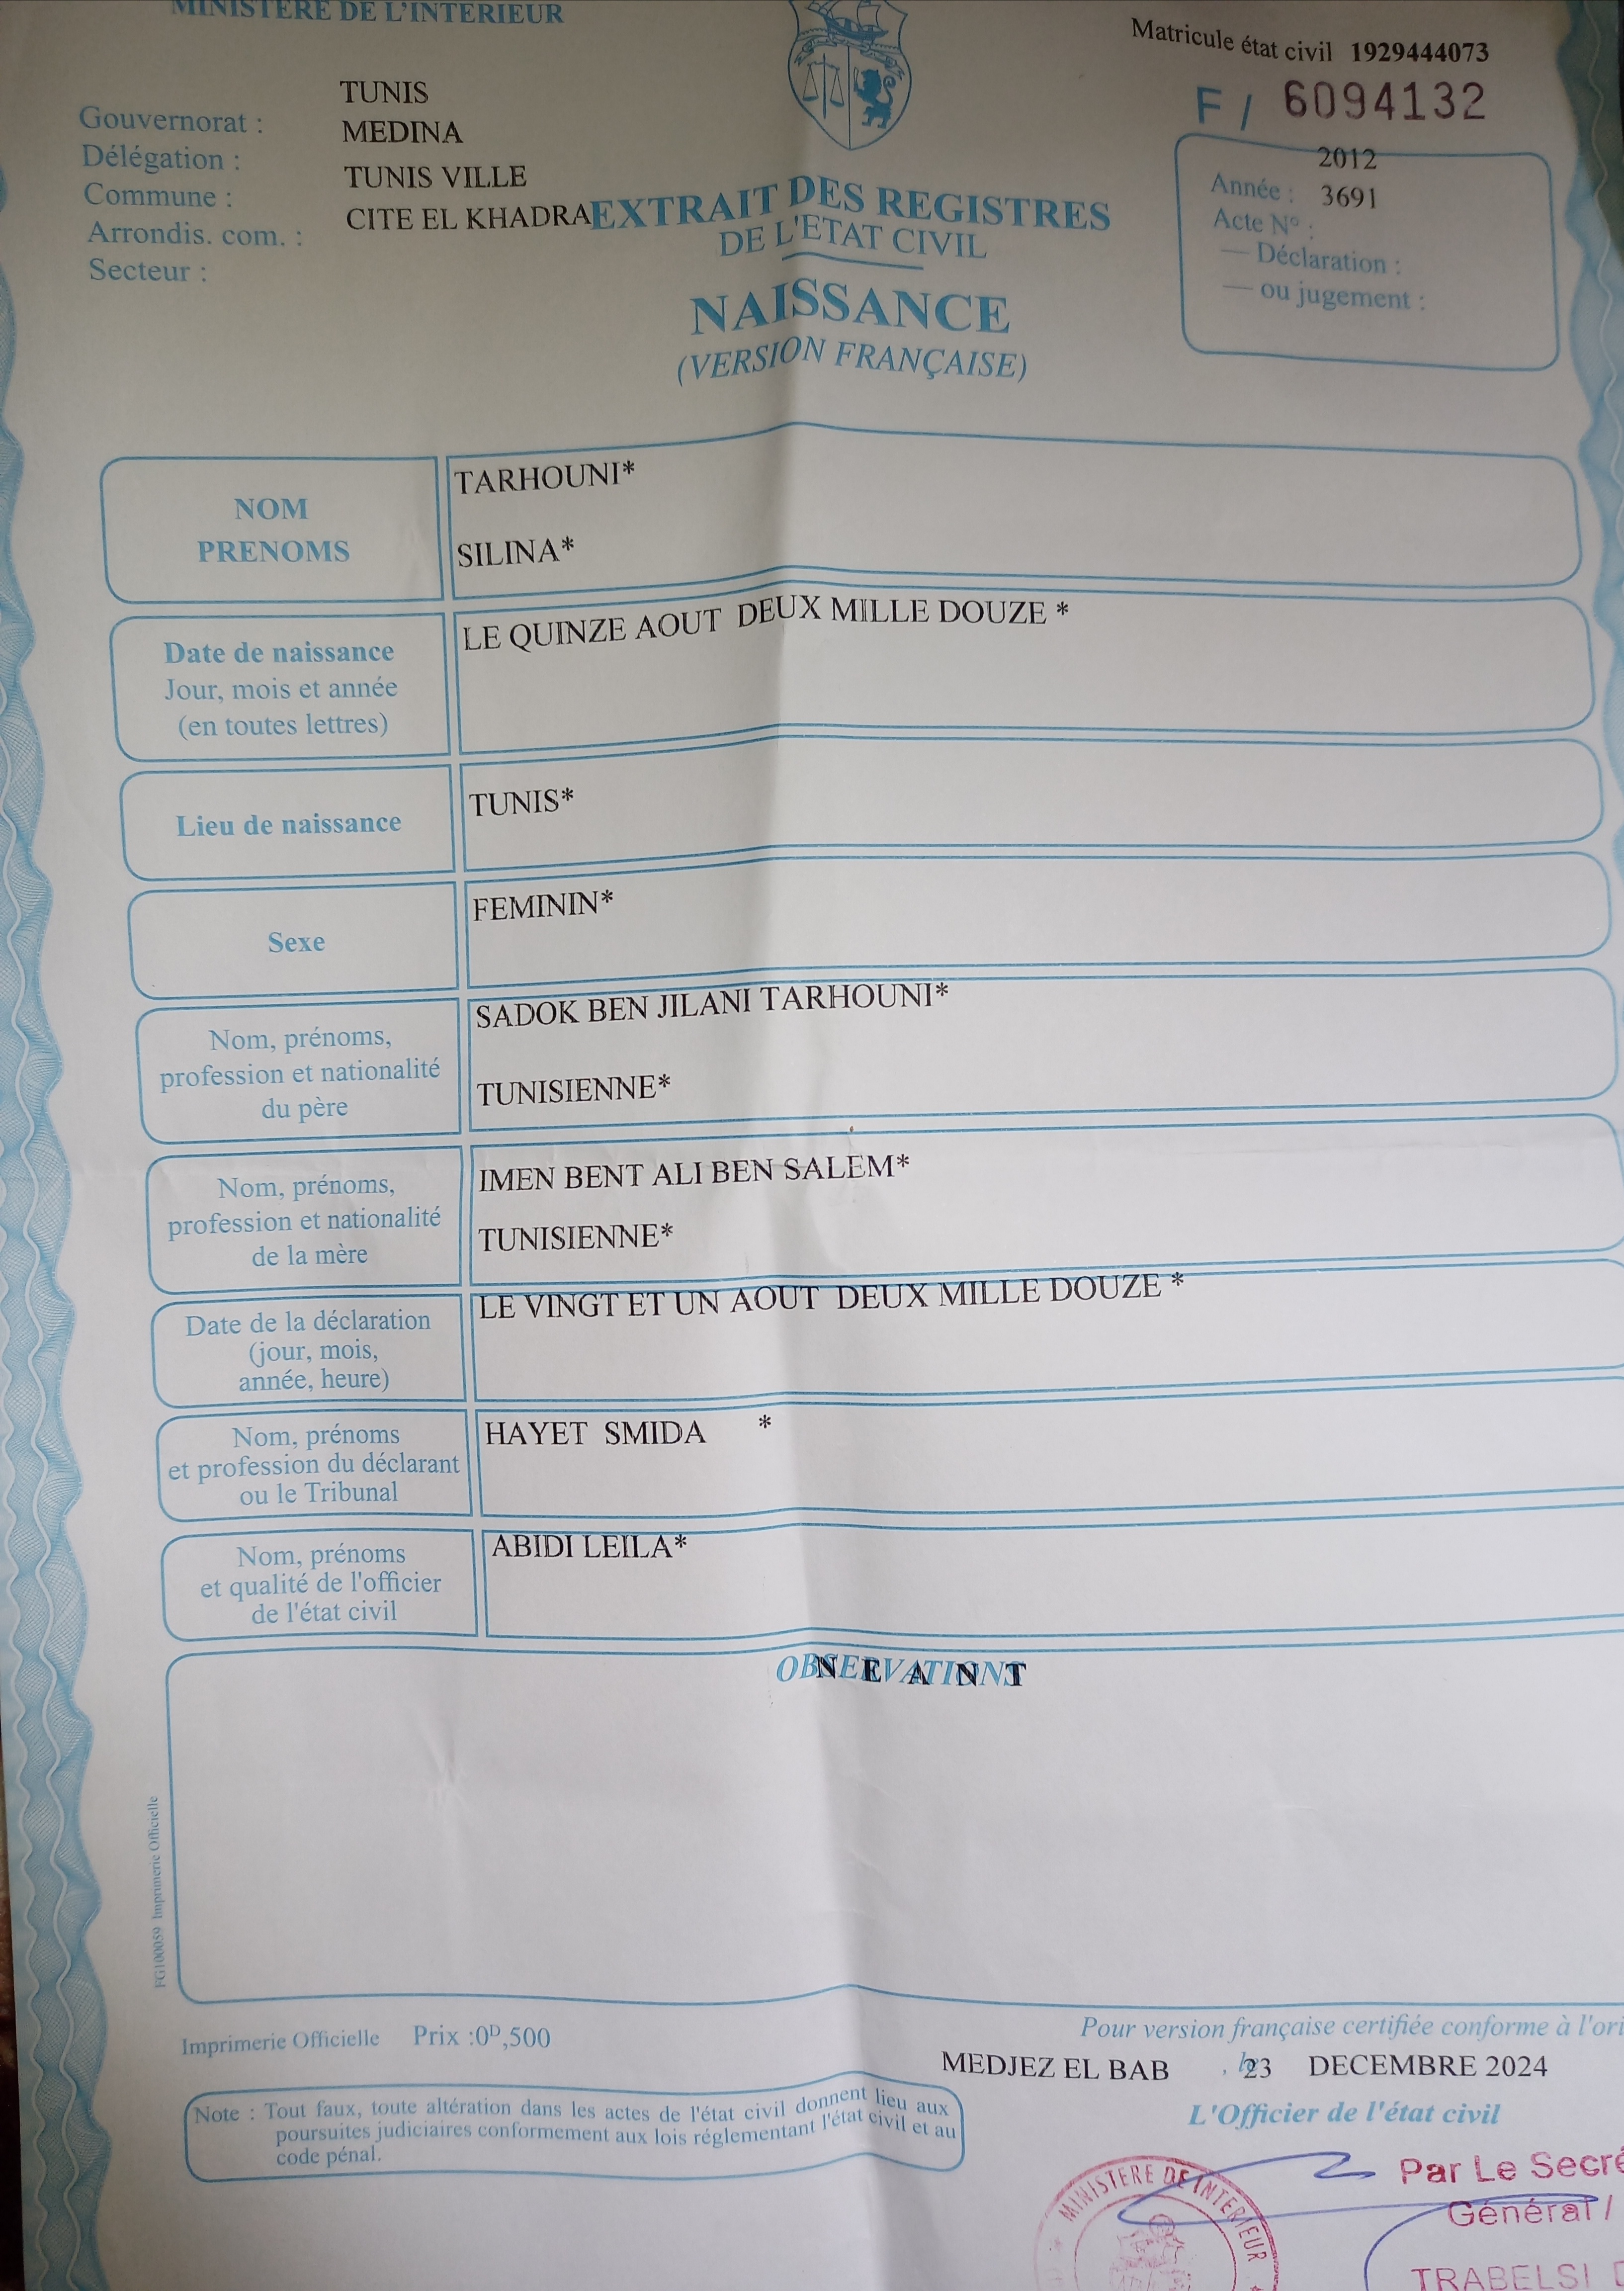 MINISTERE DE L'INTERIEUR
Matricule état civil 1929444073
F / 6094132
Gouvernorat : TUNIS
Délégation : MEDINA
Commune : TUNIS VILLE
Arrondis. com. : CITE EL KHADRA
Secteur :
EXTRAIT DES REGISTRES
DE L'ETAT CIVIL
NAISSANCE
(VERSION FRANÇAISE)
Année : 2012
Acte N° : 3691
— Déclaration :
— ou jugement :
NOM
PRENOMS
TARHOUNI*
SILINA*
Date de naissance
Jour, mois et année
(en toutes lettres)
LE QUINZE AOUT DEUX MILLE DOUZE *
Lieu de naissance
TUNIS*
Sexe
FEMININ*
Nom, prénoms,
profession et nationalité
du père
SADOK BEN JILANI TARHOUNI*
TUNISIENNE*
Nom, prénoms,
profession et nationalité
de la mère
IMEN BENT ALI BEN SALEM*
TUNISIENNE*
Date de la déclaration
(jour, mois,
année, heure)
LE VINGT ET UN AOUT DEUX MILLE DOUZE *
Nom, prénoms
et profession du déclarant
ou le Tribunal
HAYET SMIDA *
Nom, prénoms
et qualité de l'officier
de l'état civil
ABIDI LEILA*
OBSERVATIONS
N E A N T
FG100059 Imprimerie Officielle
Imprimerie Officielle Prix :0ᴰ,500
Pour version française certifiée conforme à l'ori
MEDJEZ EL BAB , le 23 DECEMBRE 2024
L'Officier de l'état civil
Note : Tout faux, toute altération dans les actes de l'état civil donnent lieu aux
poursuites judiciaires conformement aux lois réglementant l'état civil et au
code pénal.
MINISTERE DE INTERIEUR
Par Le Secré
Général /
TRABELSI